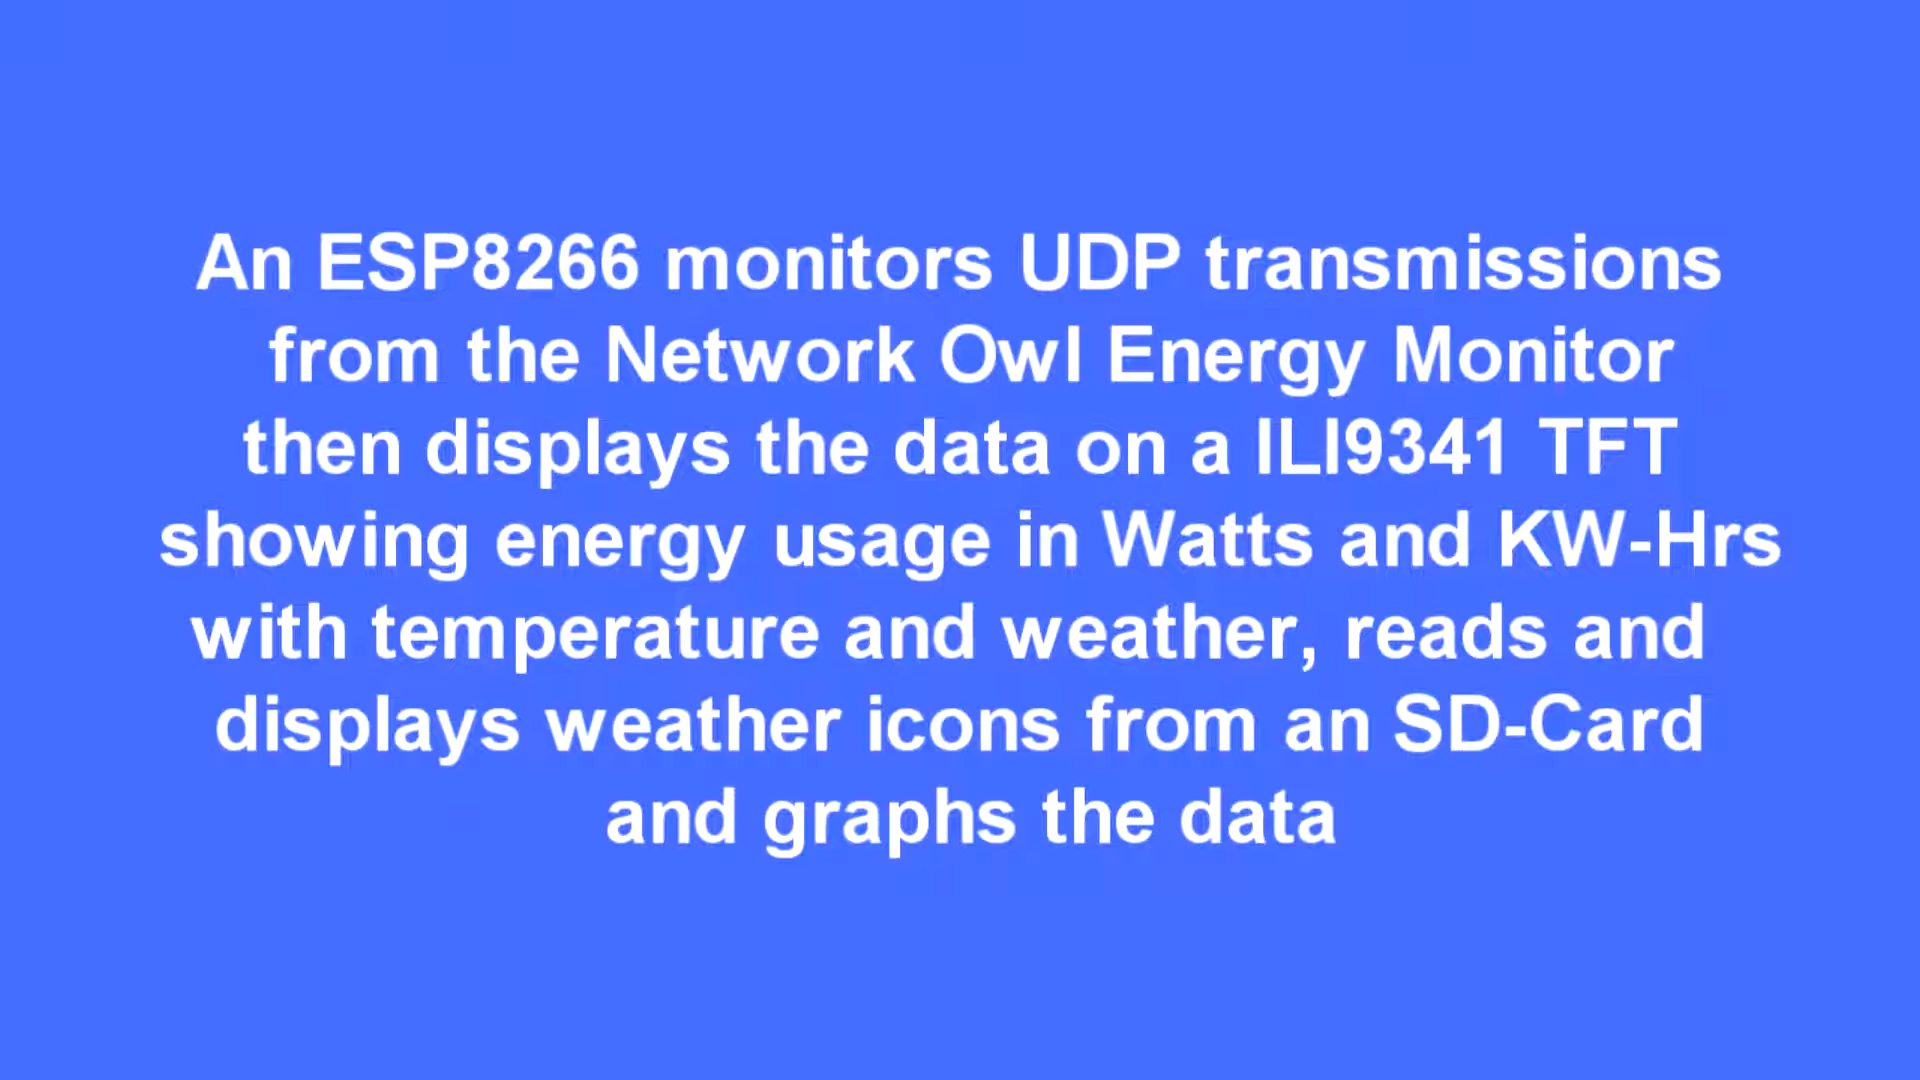 An ESP8266 monitors UDP transmissions
from the Network Owl Energy Monitor
then displays the data on a ILI9341 TFT
showing energy usage in Watts and KW-Hrs
with temperature and weather, reads and
displays weather icons from an SD-Card
and graphs the data